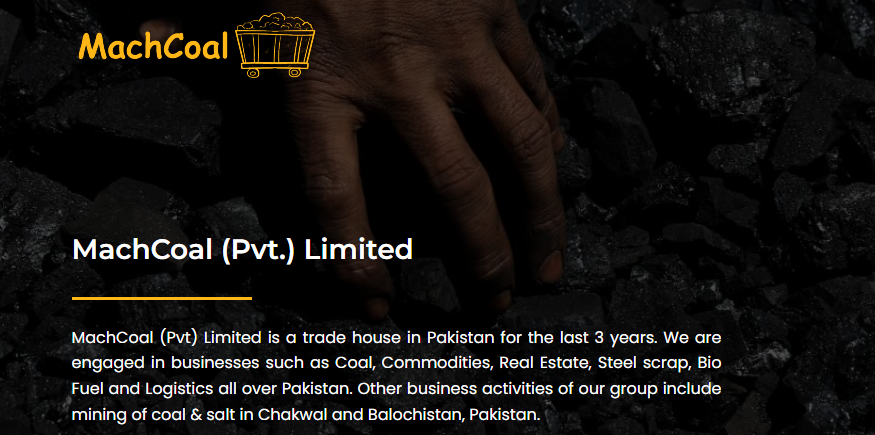 MachCoal
MachCoal (Pvt.) Limited
MachCoal (Pvt) Limited is a trade house in Pakistan for the last 3 years. We are
engaged in businesses such as Coal, Commodities, Real Estate, Steel scrap, Bio
Fuel and Logistics all over Pakistan. Other business activities of our group include
mining of coal & salt in Chakwal and Balochistan, Pakistan.